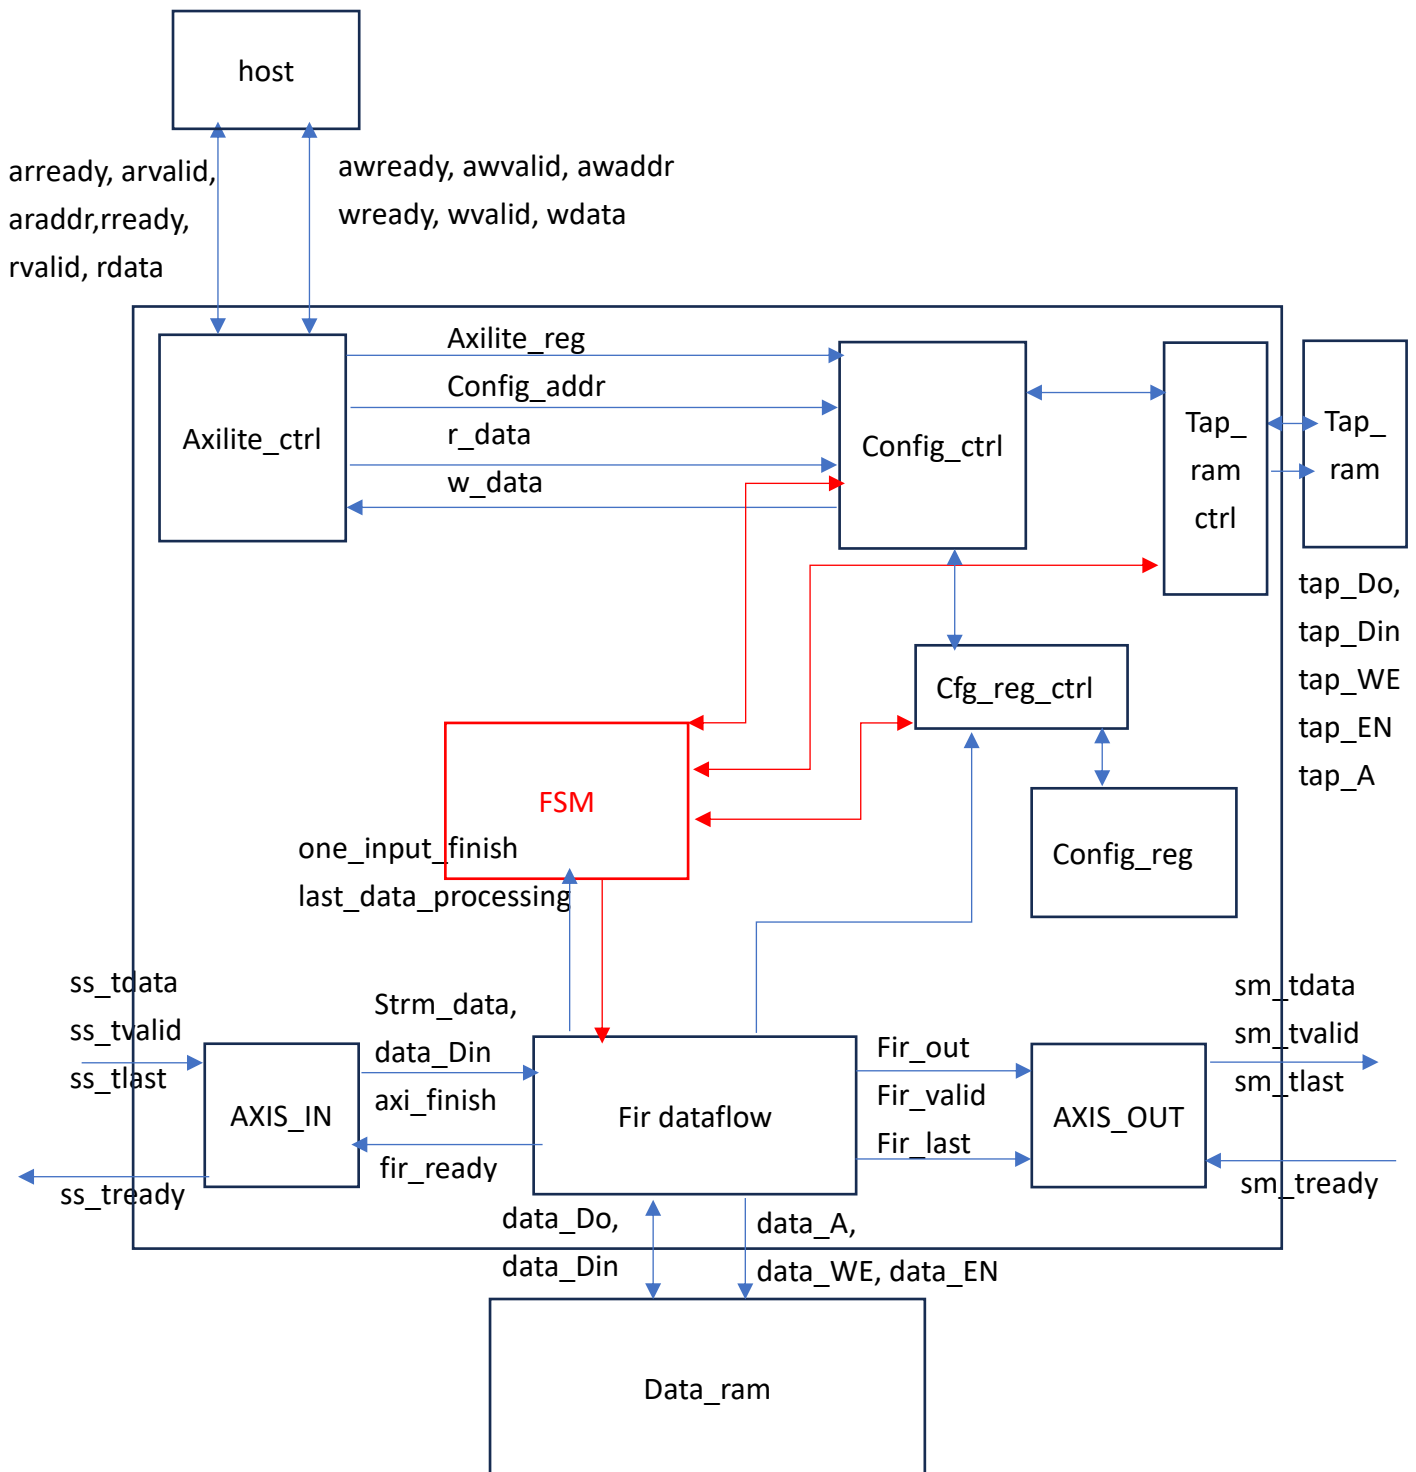 host
arready, arvalid,
araddr,rready,
rvalid, rdata
awready, awvalid, awaddr
wready, wvalid, wdata
Axilite_reg
Config_addr
r_data
w_data
Axilite_ctrl
Config_ctrl
Tap_
ram
ctrl
Tap_
ram
tap_Do,
tap_Din
tap_WE
tap_EN
tap_A
Cfg_reg_ctrl
FSM
Config_reg
one_input_finish
last_data_processing
ss_tdata
ss_tvalid
ss_tlast
AXIS_IN
ss_tready
Strm_data,
data_Din
axi_finish
fir_ready
Fir dataflow
Fir_out
Fir_valid
Fir_last
AXIS_OUT
sm_tdata
sm_tvalid
sm_tlast
sm_tready
data_Do,
data_Din
data_A,
data_WE, data_EN
Data_ram